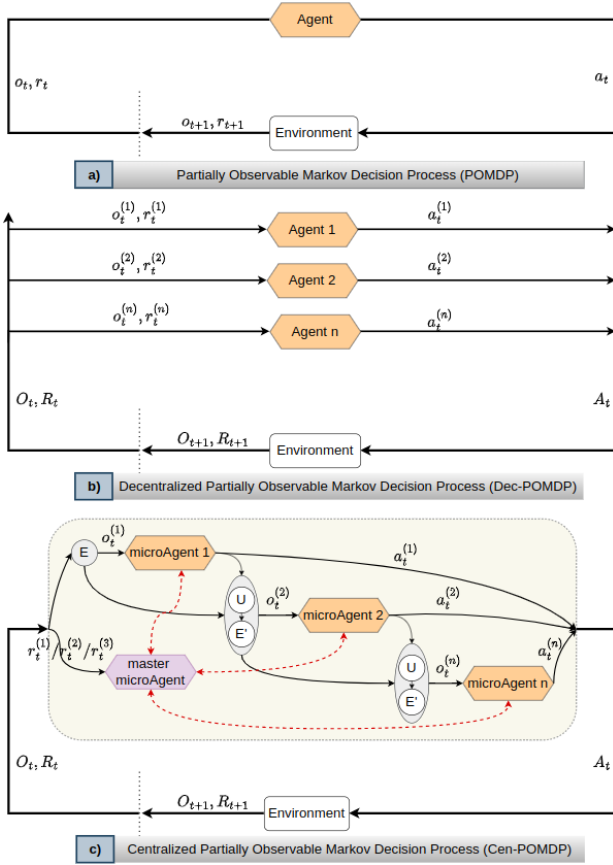 Agent
o_t, r_t
a_t
o_{t+1}, r_{t+1}
Environment
a) Partially Observable Markov Decision Process (POMDP)
o_t^{(1)}, r_t^{(1)} Agent 1 a_t^{(1)}
o_t^{(2)}, r_t^{(2)} Agent 2 a_t^{(2)}
o_t^{(n)}, r_t^{(n)} Agent n a_t^{(n)}
O_t, R_t
A_t
O_{t+1}, R_{t+1}
Environment
b) Decentralized Partially Observable Markov Decision Process (Dec-POMDP)
E o_t^{(1)} microAgent 1 a_t^{(1)}
U
E'
o_t^{(2)} microAgent 2 a_t^{(2)}
r_t^{(1)}/r_t^{(2)}/r_t^{(3)}
master
microAgent
U
E'
o_t^{(n)} microAgent n a_t^{(n)}
O_t, R_t
A_t
O_{t+1}, R_{t+1}
Environment
c) Centralized Partially Observable Markov Decision Process (Cen-POMDP)